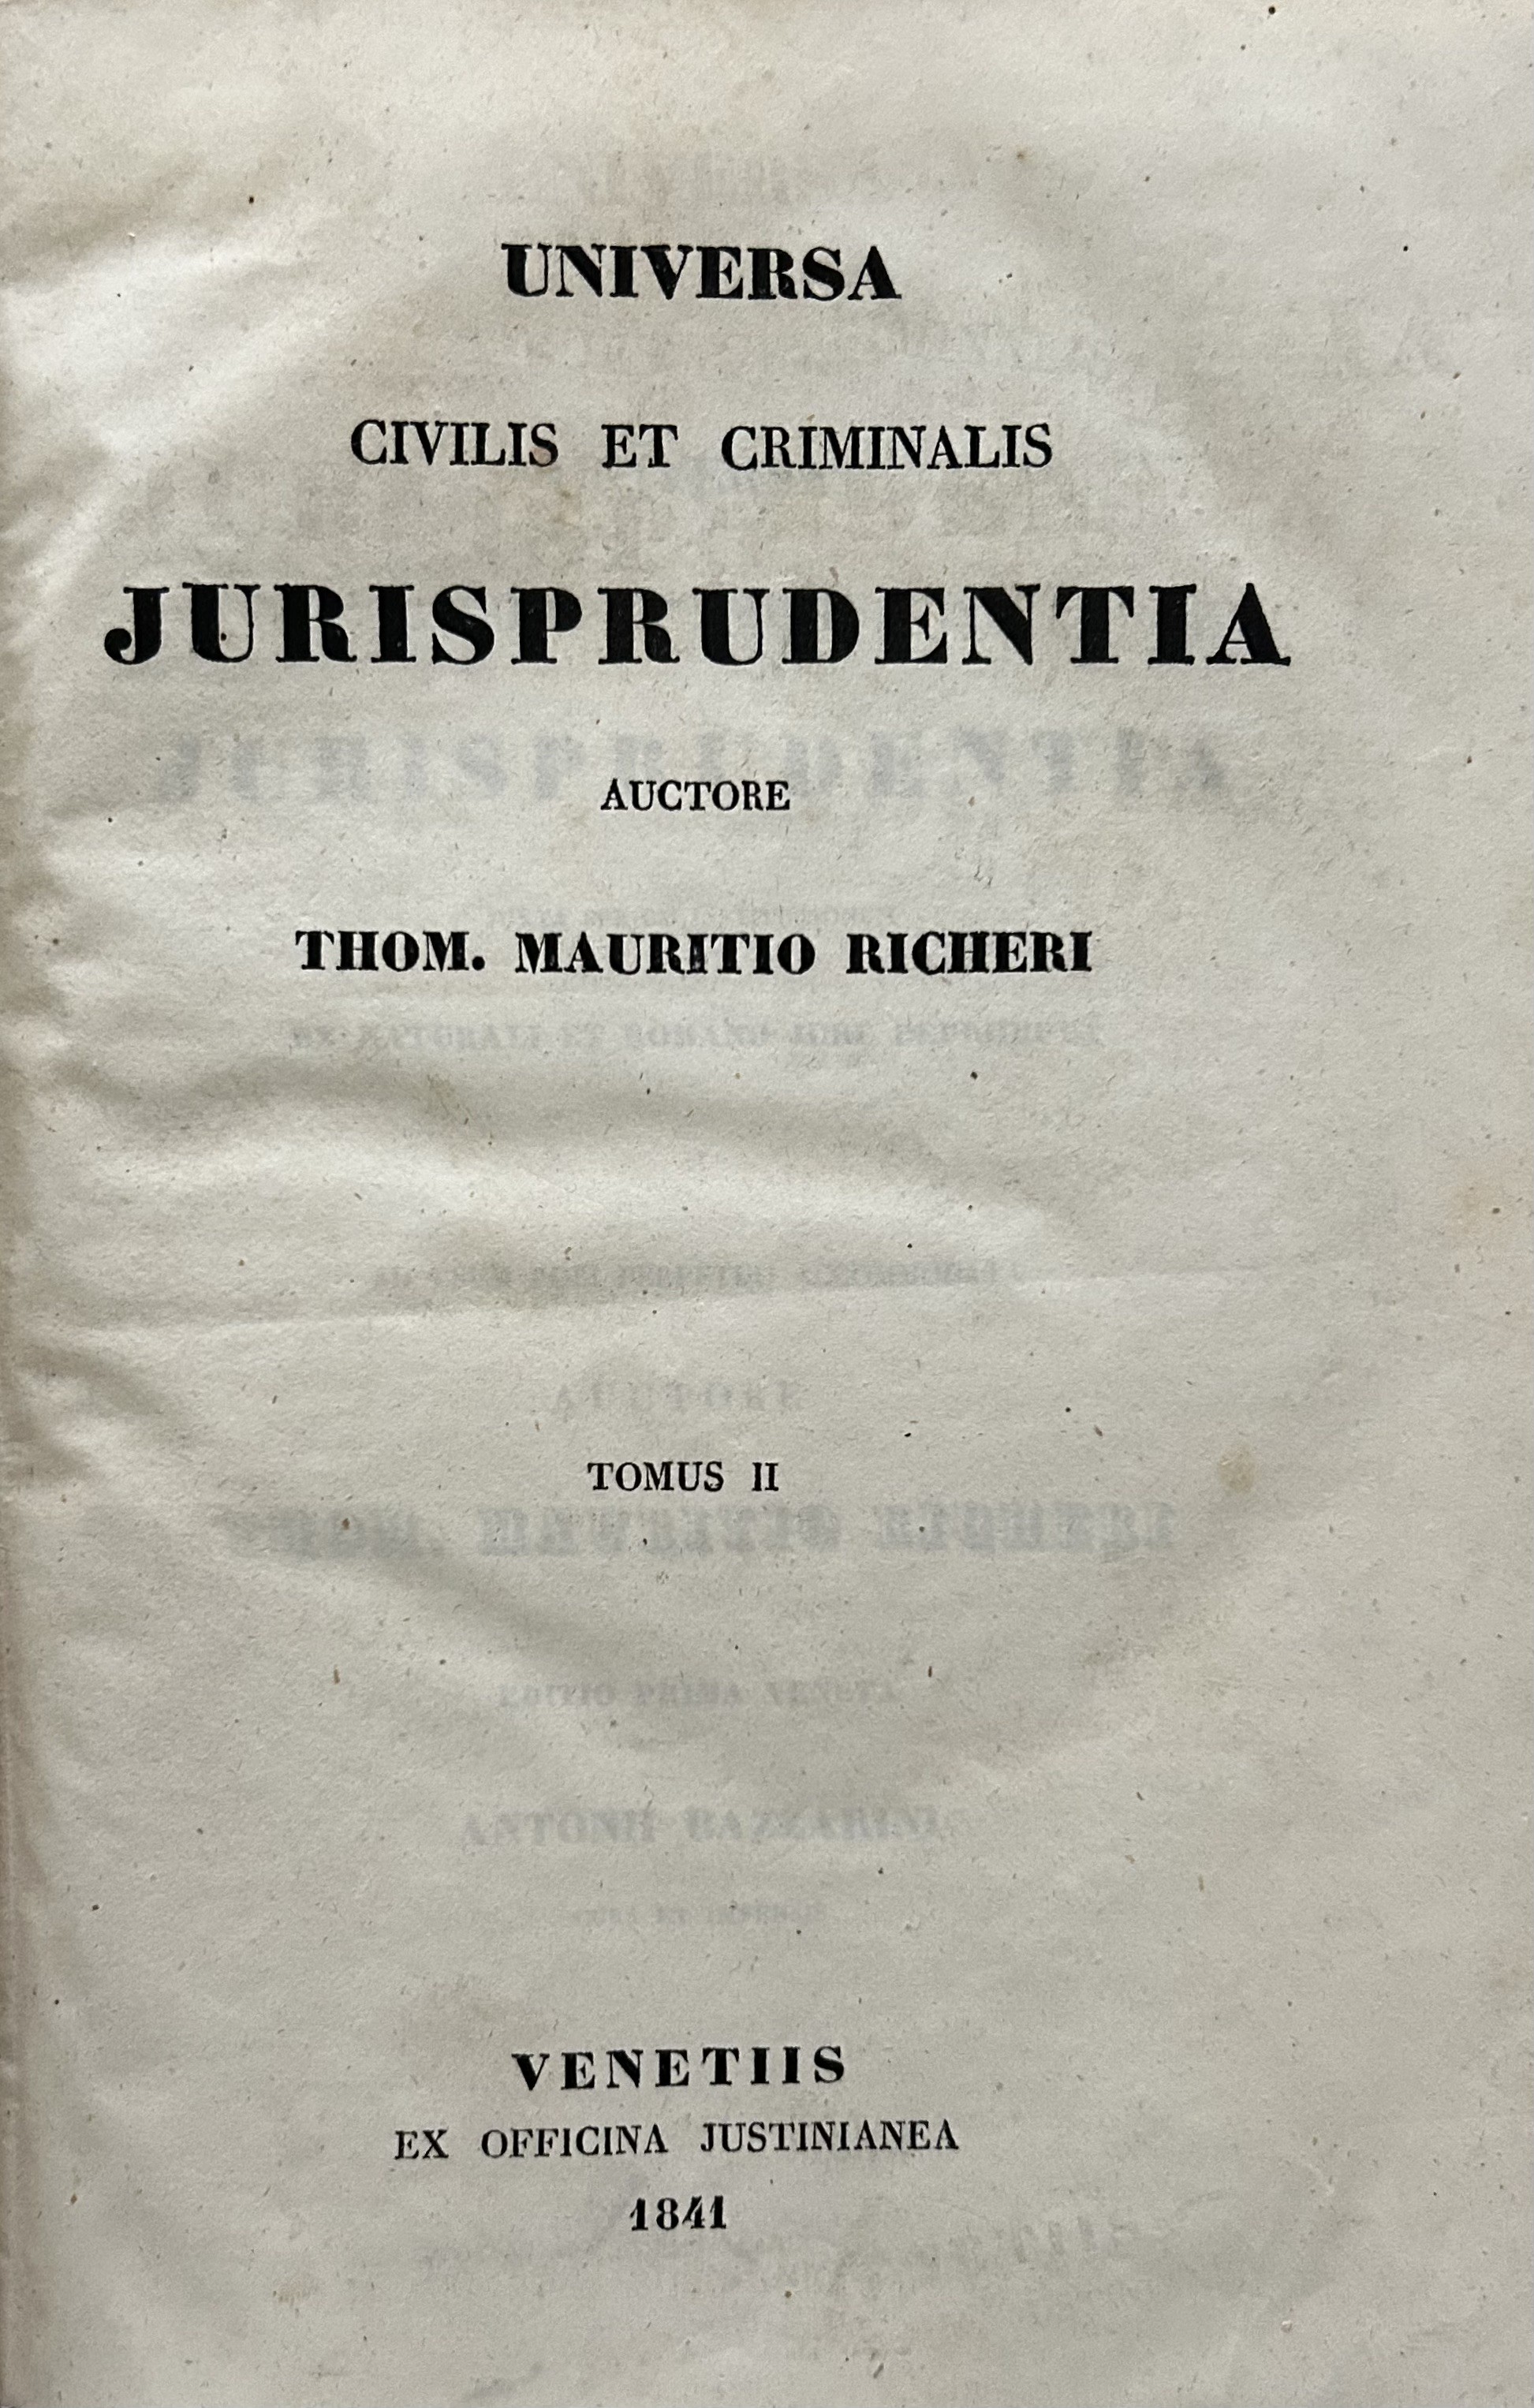 UNIVERSA
CIVILIS ET CRIMINALIS
JURISPRUDENTIA
AUCTORE
THOM. MAURITIO RICHERI
TOMUS II
VENETIIS
EX OFFICINA JUSTINIANEA
1841